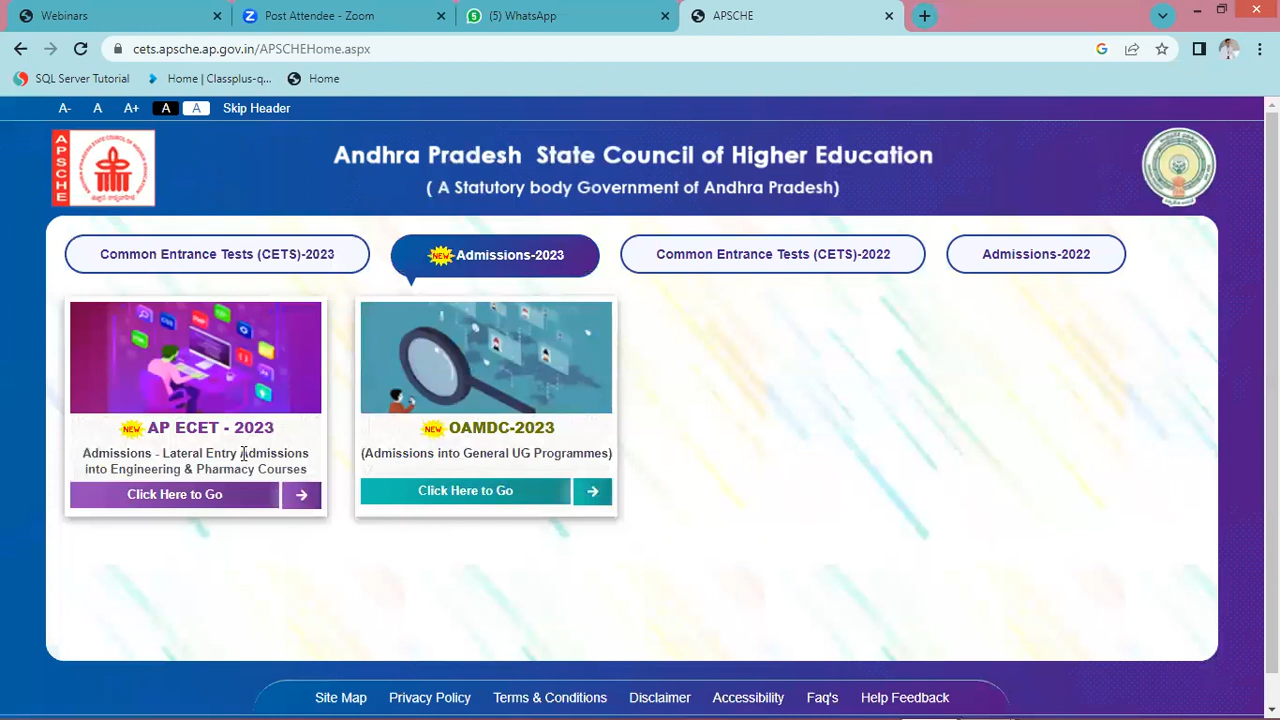 Webinars
Post Attendee - Zoom
(5) WhatsApp
APSCHE
cets.apsche.ap.gov.in/APSCHEHome.aspx
SQL Server Tutorial
Home | Classplus-q...
Home
A-
A
A+
A
A
Skip Header
APSCHE
Andhra Pradesh State Council of Higher Education
( A Statutory body Government of Andhra Pradesh)
Common Entrance Tests (CETS)-2023
NEW Admissions-2023
Common Entrance Tests (CETS)-2022
Admissions-2022
NEW AP ECET - 2023
Admissions - Lateral Entry Admissions
into Engineering & Pharmacy Courses
Click Here to Go
NEW OAMDC-2023
(Admissions into General UG Programmes)
Click Here to Go
Site Map
Privacy Policy
Terms & Conditions
Disclaimer
Accessibility
Faq's
Help Feedback